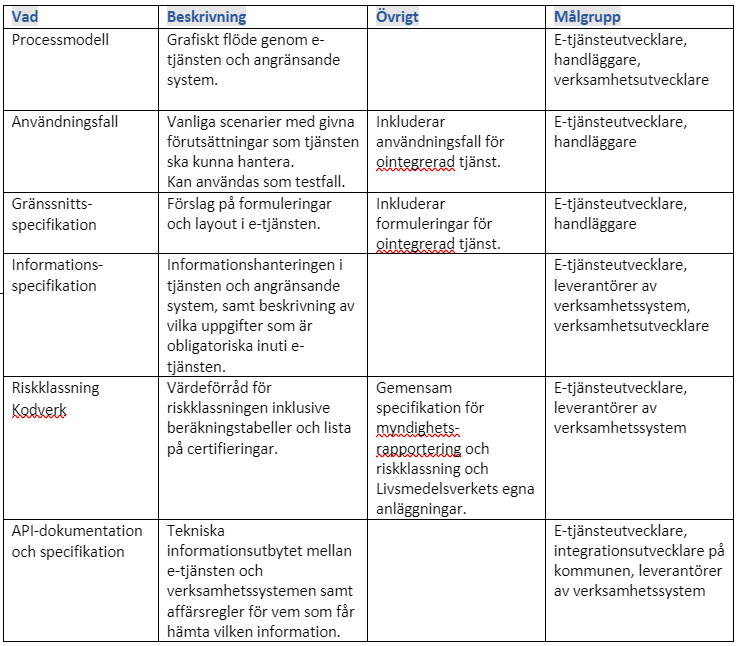 Vad Beskrivning Övrigt Målgrupp
Processmodell
Grafiskt flöde genom e-
tjänsten och angränsande
system.
E-tjänsteutvecklare,
handläggare,
verksamhetsutvecklare
Användningsfall
Vanliga scenarier med givna
förutsättningar som tjänsten
ska kunna hantera.
Kan användas som testfall.
Inkluderar
användningsfall för
ointegrerad tjänst.
E-tjänsteutvecklare,
handläggare
Gränssnitts-
specifikation
Förslag på formuleringar
och layout i e-tjänsten.
Inkluderar
formuleringar för
ointegrerad tjänst.
E-tjänsteutvecklare,
handläggare
Informations-
specifikation
Informationshanteringen i
tjänsten och angränsande
system, samt beskrivning av
vilka uppgifter som är
obligatoriska inuti e-
tjänsten.
E-tjänsteutvecklare,
leverantörer av
verksamhetssystem,
verksamhetsutvecklare
Riskklassning
Kodverk
Värdeförråd för
riskklassningen inklusive
beräkningstabeller och lista
på certifieringar.
Gemensam
specifikation för
myndighets-
rapportering och
riskklassning och
Livsmedelsverkets egna
anläggningar.
E-tjänsteutvecklare,
leverantörer av
verksamhetssystem
API-dokumentation
och specifikation
Tekniska
informationsutbytet mellan
e-tjänsten och
verksamhetssystemen samt
affärsregler för vem som får
hämta vilken information.
E-tjänsteutvecklare,
integrationsutvecklare på
kommunen, leverantörer
av verksamhetssystem